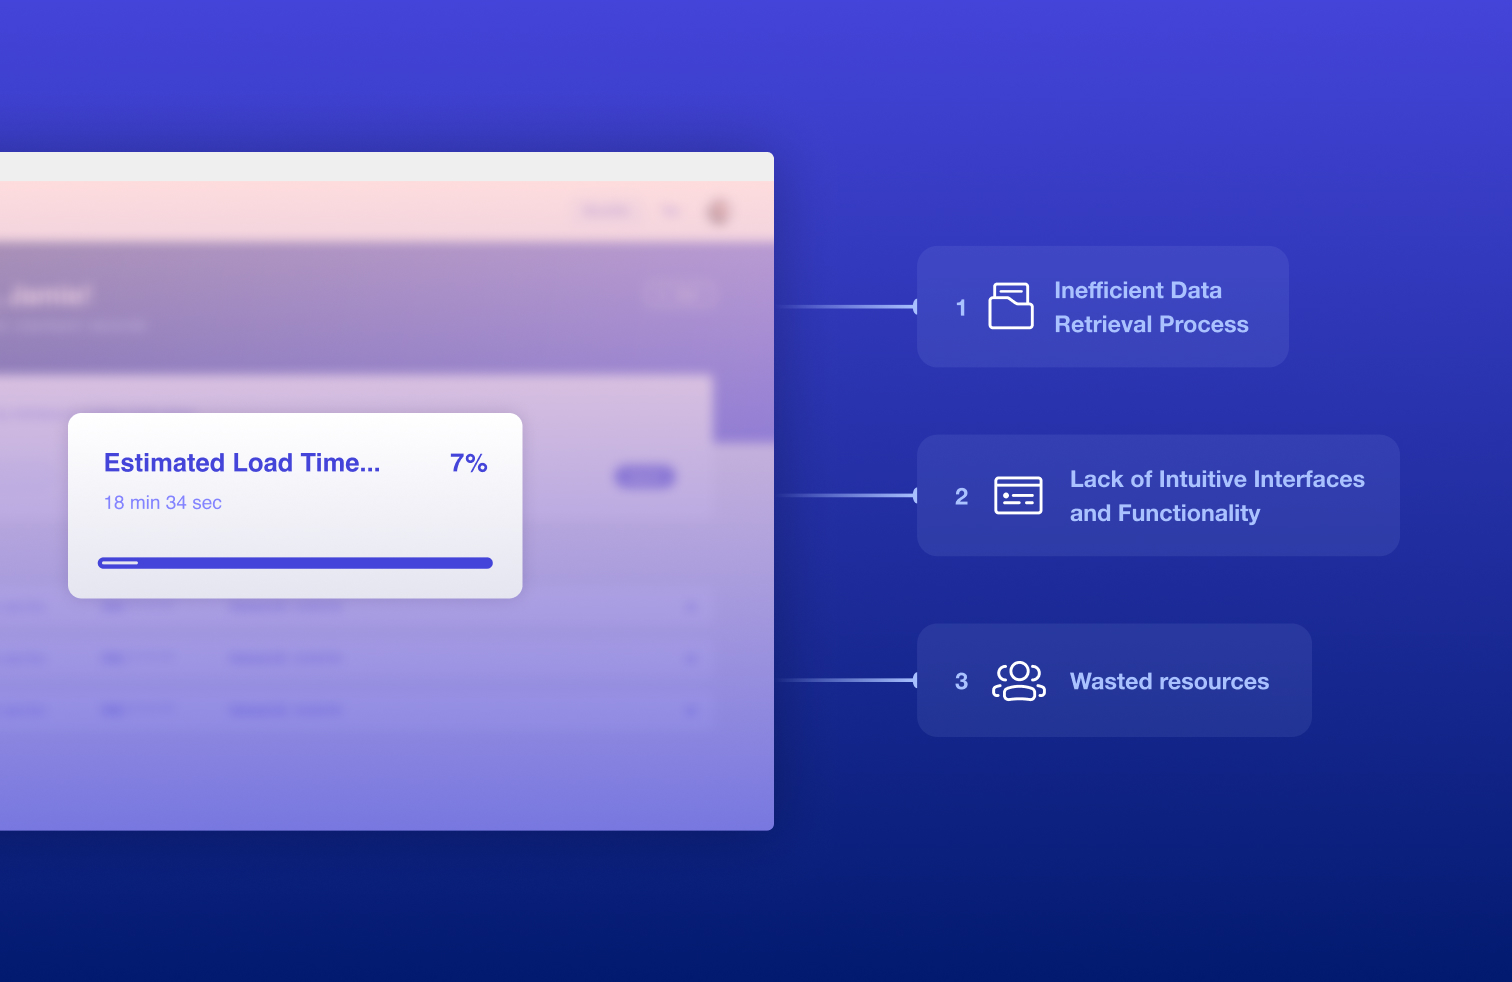 Estimated Load Time...
7%
18 min 34 sec
1
Inefficient Data
Retrieval Process
2
Lack of Intuitive Interfaces
and Functionality
3
Wasted resources